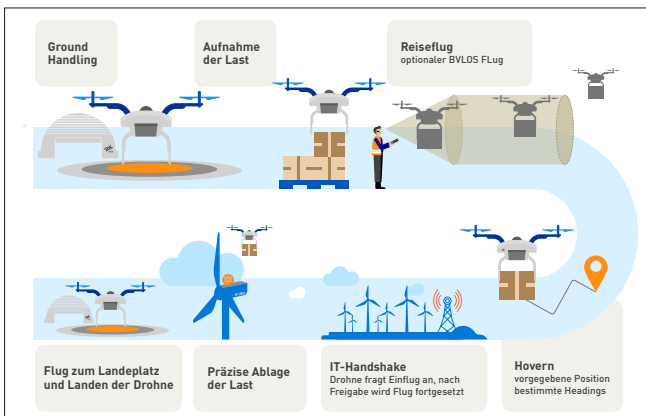 Ground
Handling
Aufnahme
der Last
Reiseflug
optionaler BVLOS FLug
Flug zum Landeplatz
und Landen der Drohne
Präzise Ablage
der Last
IT-Handshake
Drohne fragt Einflug an, nach
Freigabe wird Flug fortgesetzt
Hovern
vorgegebene Position
bestimmte Headings